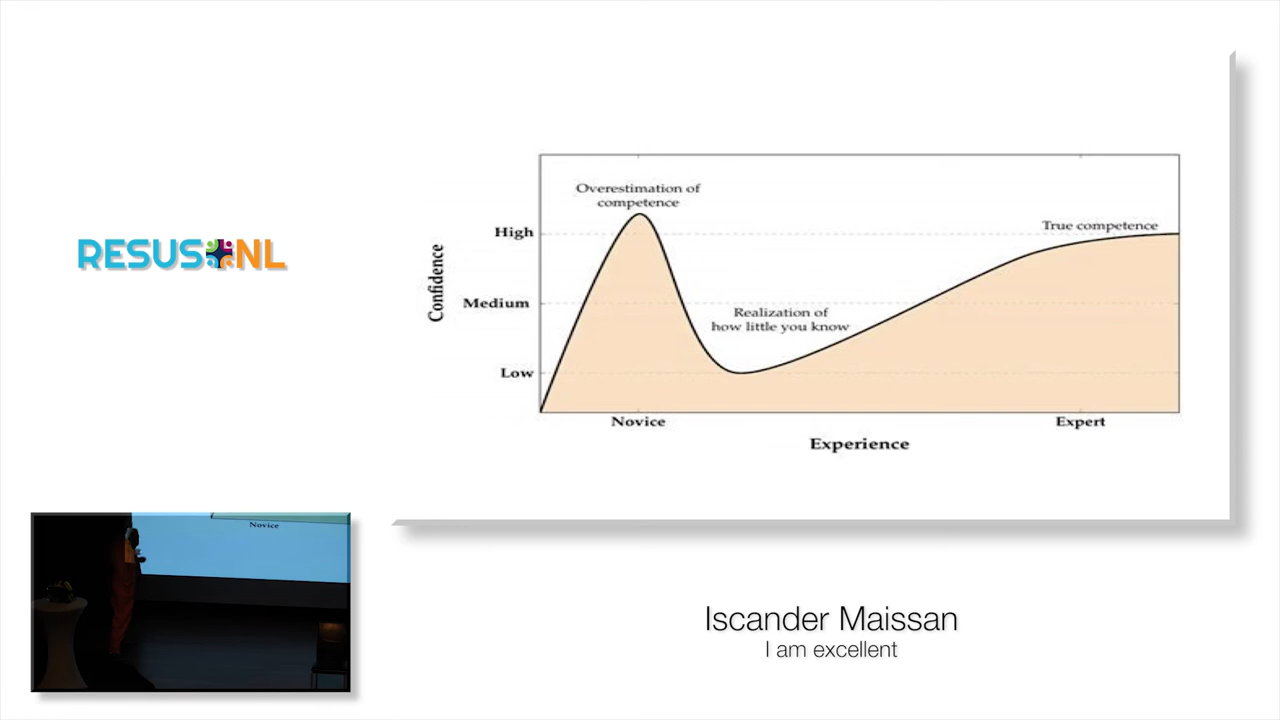 RESUS NL
Overestimation of
competence
True competence
High
Medium
Low
Confidence
Realization of
how little you know
Novice
Expert
Experience
Novice
Iscander Maissan
I am excellent